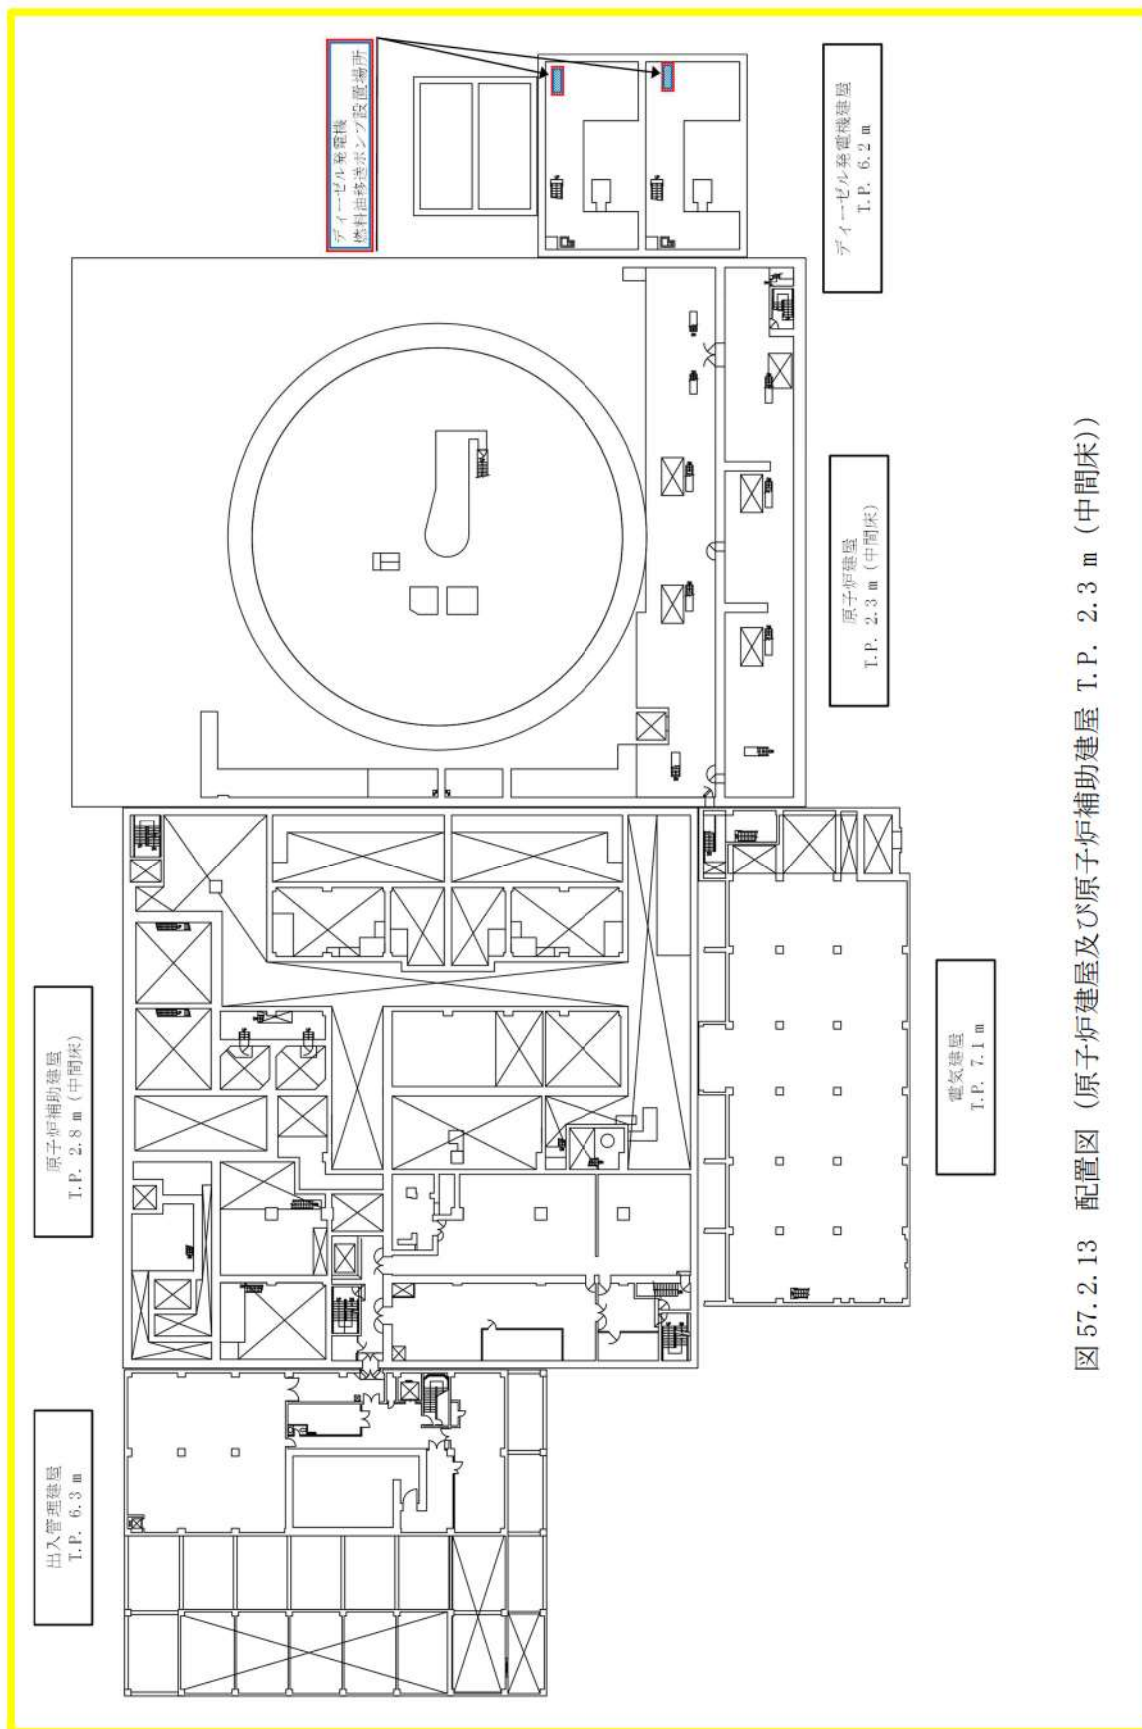 ディーゼル発電機
燃料油移送ポンプ設置場所
ディーゼル発電機建屋
T.P. 6.2 m
原子炉建屋
T.P. 2.3 m (中間床)
原子炉補助建屋
T.P. 2.8 m (中間床)
電気建屋
T.P. 7.1 m
出入管理建屋
T.P. 6.3 m
図 57.2.13 配置図 (原子炉建屋及び原子炉補助建屋 T.P. 2.3 m (中間床))